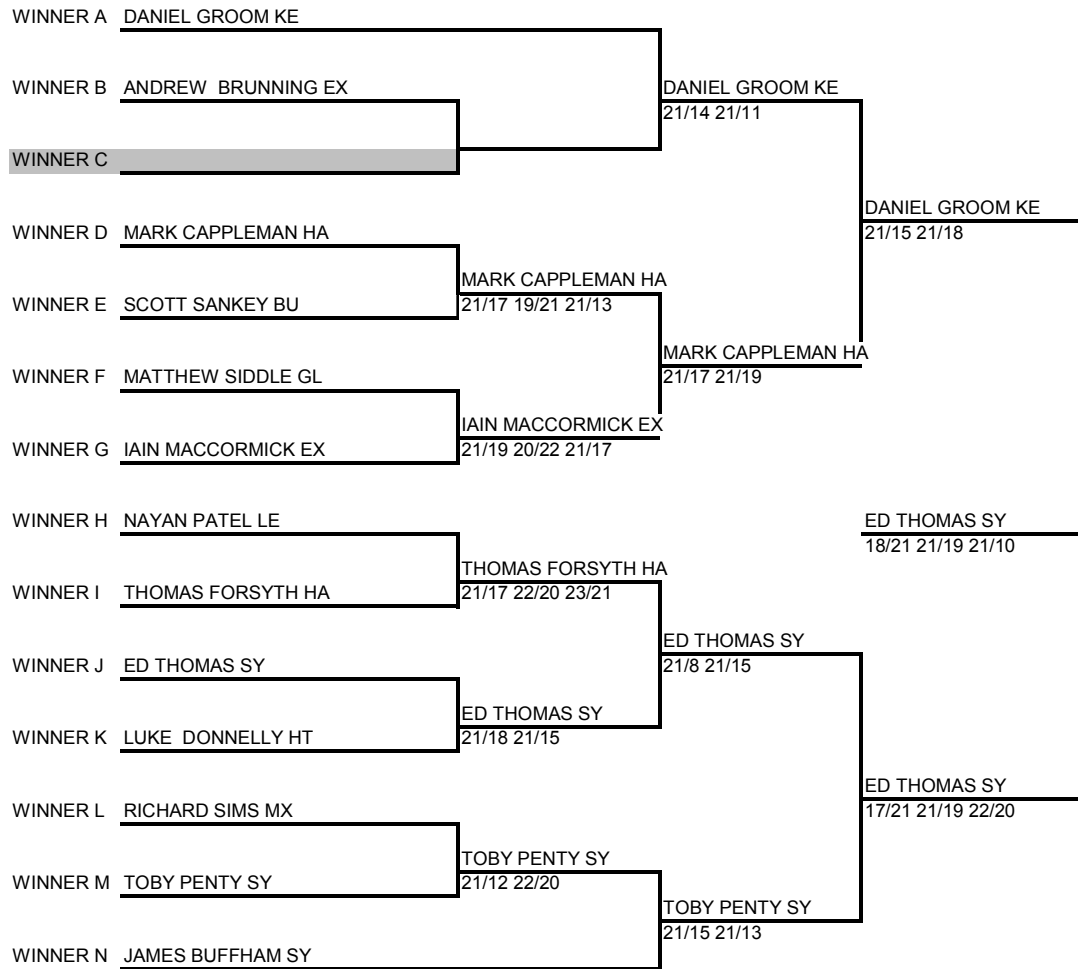 WINNER A DANIEL GROOM KE
WINNER B ANDREW BRUNNING EX
DANIEL GROOM KE
21/14 21/11
WINNER C
DANIEL GROOM KE
21/15 21/18
WINNER D MARK CAPPLEMAN HA
MARK CAPPLEMAN HA
21/17 19/21 21/13
WINNER E SCOTT SANKEY BU
MARK CAPPLEMAN HA
21/17 21/19
WINNER F MATTHEW SIDDLE GL
IAIN MACCORMICK EX
21/19 20/22 21/17
WINNER G IAIN MACCORMICK EX
WINNER H NAYAN PATEL LE
ED THOMAS SY
18/21 21/19 21/10
THOMAS FORSYTH HA
21/17 22/20 23/21
WINNER I THOMAS FORSYTH HA
ED THOMAS SY
21/8 21/15
WINNER J ED THOMAS SY
ED THOMAS SY
21/18 21/15
WINNER K LUKE DONNELLY HT
ED THOMAS SY
17/21 21/19 22/20
WINNER L RICHARD SIMS MX
TOBY PENTY SY
21/12 22/20
WINNER M TOBY PENTY SY
TOBY PENTY SY
21/15 21/13
WINNER N JAMES BUFFHAM SY